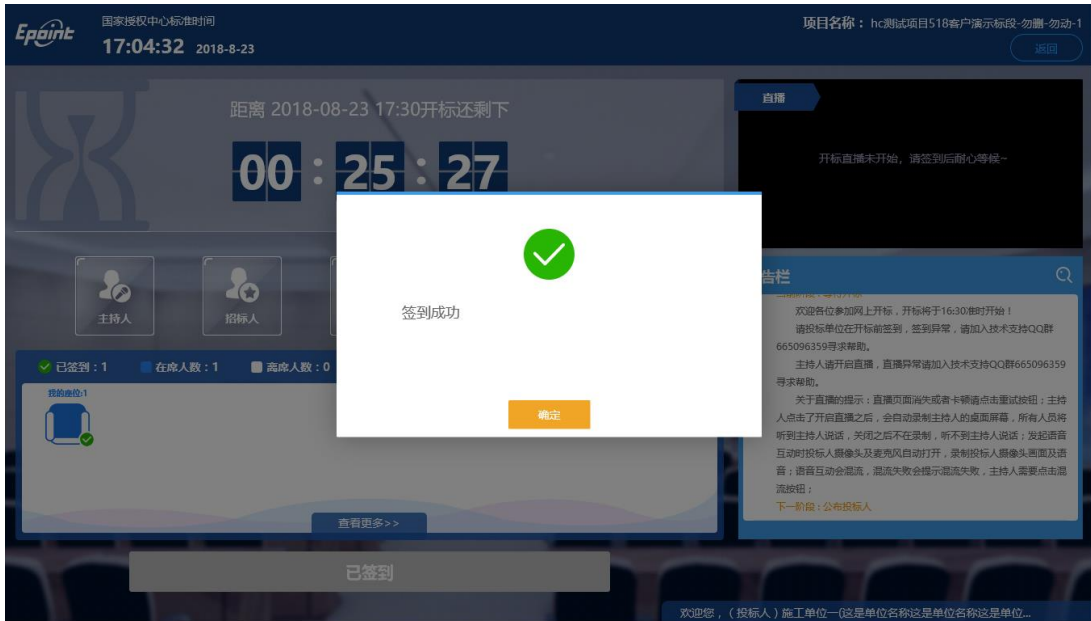 Epoint
国家授权中心标准时间
17:04:32 2018-8-23
项目名称：hc测试项目518客户演示标段-勿删-勿动-1
返回
距离 2018-08-23 17:30开标还剩下
00 : 25 : 27
直播
开标直播未开始，请签到后耐心等候~
主持人
招标人
签到成功
确定
告栏
欢迎各位参加网上开标，开标将于16:30准时开始！
请投标单位在开标前签到，签到异常，请加入技术支持QQ群
665096359寻求帮助。
主持人请开启直播，直播异常请加入技术支持QQ群665096359
寻求帮助。
关于直播的提示：直播页面消失或者卡顿请点击重试按钮；主持
人点击了开启直播之后，会自动录制主持人的桌面屏幕，所有人员将
听到主持人说话，关闭之后不在录制，听不到主持人说话；发起语音
互动时投标人摄像头及麦克风自动打开，录制投标人摄像头画面及语
音；语音互动会混流，混流失败会提示混流失败，主持人需要点击混
流按钮；
下一阶段：公布投标人
已签到：1 在席人数：1 离席人数：0
我的座位:1
查看更多>>
已签到
欢迎您，（投标人）施工单位一(这是单位名称这是单位名称这是单位...